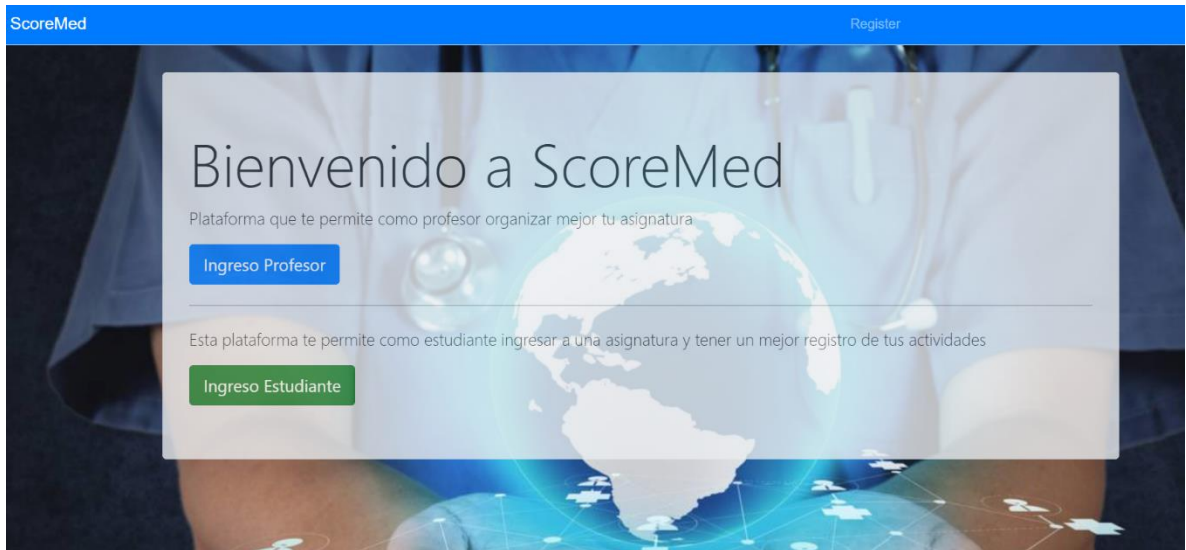 ScoreMed
Register
Bienvenido a ScoreMed
Plataforma que te permite como profesor organizar mejor tu asignatura
Ingreso Profesor
Esta plataforma te permite como estudiante ingresar a una asignatura y tener un mejor registro de tus actividades
Ingreso Estudiante